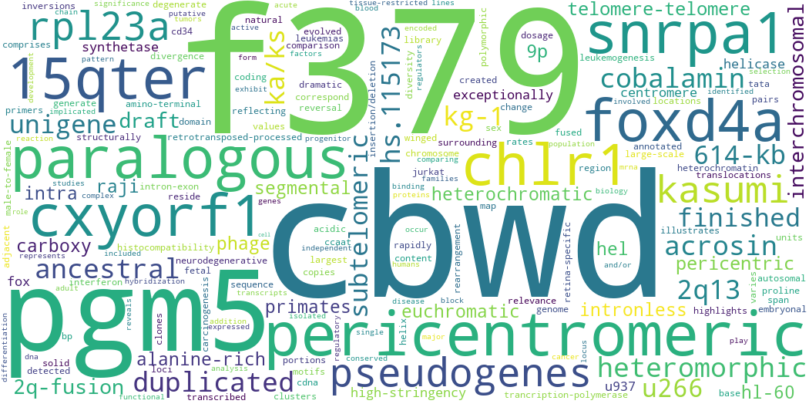 inversions degenerate significance acute tissue-restricted lines telomere-telomere
rpl23a putative chain tumors natural blood encoded polymorphic dosage snrpa1 interchromosomal
comprises synthetase cd34 leukemias evolved active factors library 9p leukemogenesis helicase
pattern divergence comparison f379 ka/ks diversity regulators cobalamin
15qter development form exhibit dramatic hs.115173 created centromere selection tata
primers implicated coding correspond generate reversal exceptionally change identified pairs
unigene draft amino-terminal reflecting insertion/deletion kg-1 involved locations foxd4a
reaction structurally domain values winged surrounding sex rates fused annotated population
male-to-female retrotransposed-processed progenitor comparing chromosome region large-scale 614-kb
paralogous studies intron-exon jurkat chlr1 mrna heterochromatin translocations
intra complex raji segmental binding families heterochromatic biology kasumi
role reside genes subtelomeric proteins map illustrates finished
cxyorf1 cell acidic ccaat rapidly occur content cbwd retina-specific hel units
adjacent carboxy histocompatibility phage largest independent humans rearrangement and/or acrosin
represents neurodegenerative copies disease relevance varies autosomal
ancestral included interferon fetal block genome highlights pericentric
fox adult hybridization carcinogenesis sequence primates euchromatic intronless 2q13 proline span
reveals transcripts isolated helix major embryonal
pgm5 bp clones addition expressed regulatory single pericentromeric cancer locus play
differentiation dna solid detected alanine-rich loci portions motifs conserved pseudogenes heteromorphic
2q-fusion analysis cdna high-stringency u937 u266 base hl-60
functional duplicated transcribed clusters transcription-polymerase